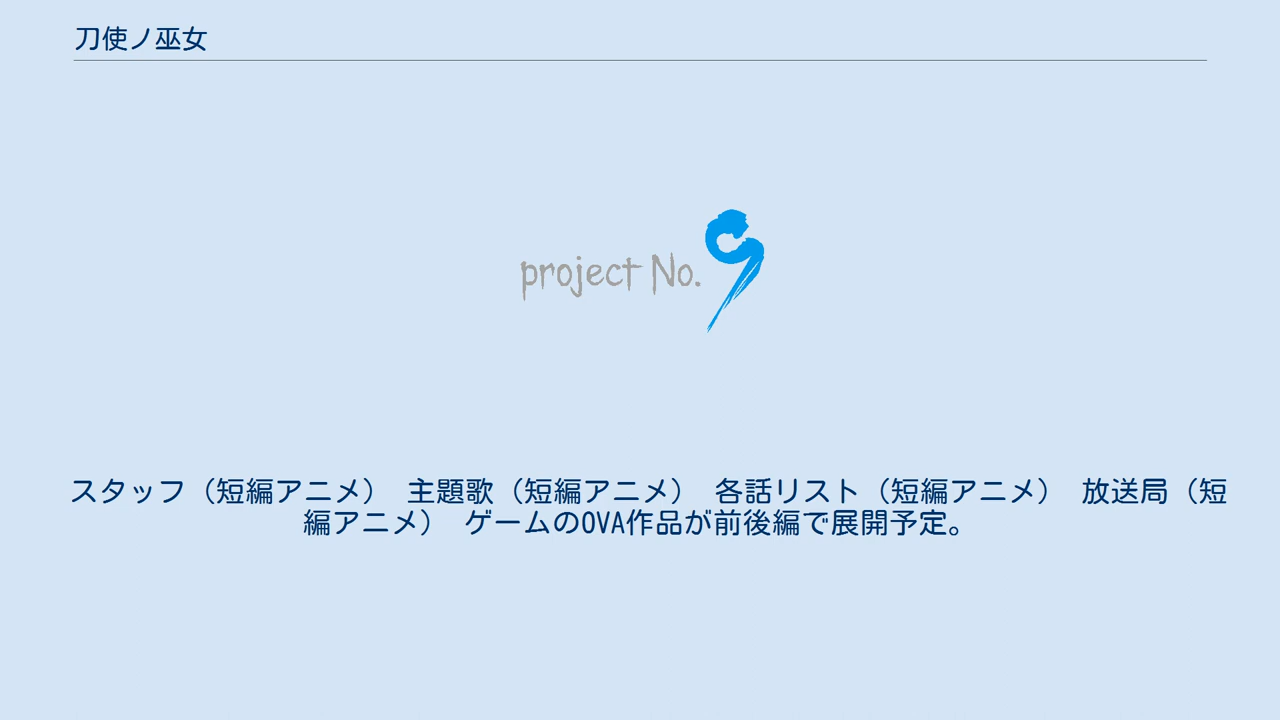 刀使ノ巫女
project No.9
スタッフ（短編アニメ） 主題歌（短編アニメ） 各話リスト（短編アニメ） 放送局（短
編アニメ） ゲームのOVA作品が前後編で展開予定。